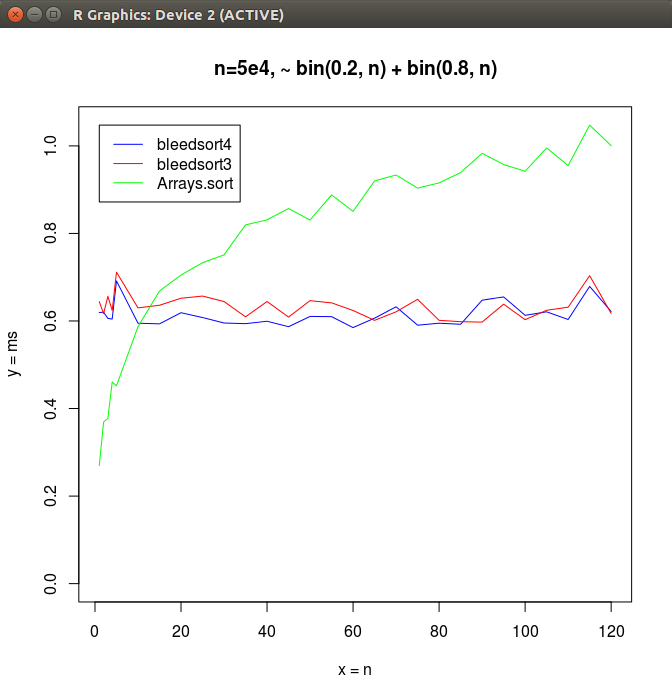 R Graphics: Device 2 (ACTIVE)
n=5e4, ~ bin(0.2, n) + bin(0.8, n)
bleedsort4
bleedsort3
Arrays.sort
y = ms
1.0
0.8
0.6
0.4
0.2
0.0
0 20 40 60 80 100 120
x = n